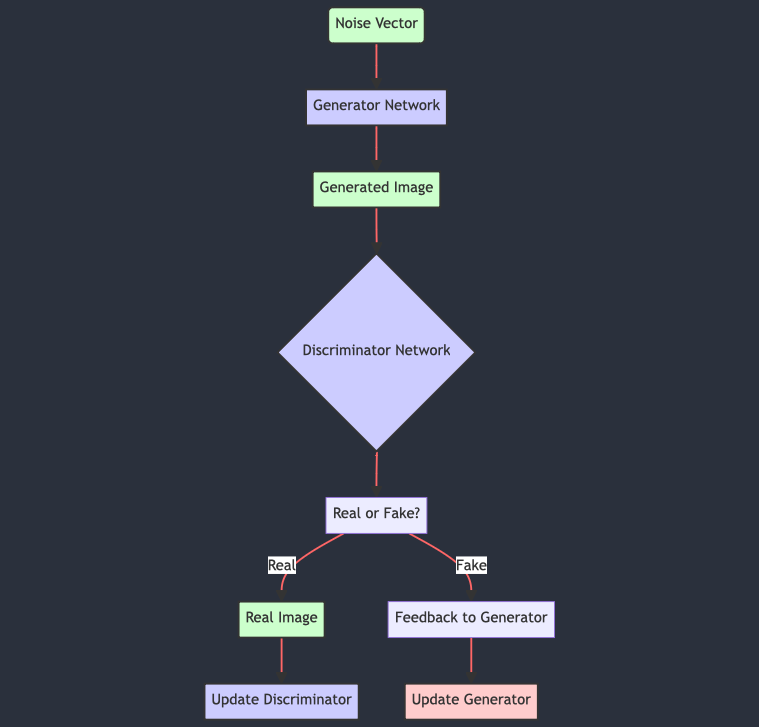 Noise Vector
Generator Network
Generated Image
Discriminator Network
Real or Fake?
Real
Fake
Real Image
Feedback to Generator
Update Discriminator
Update Generator